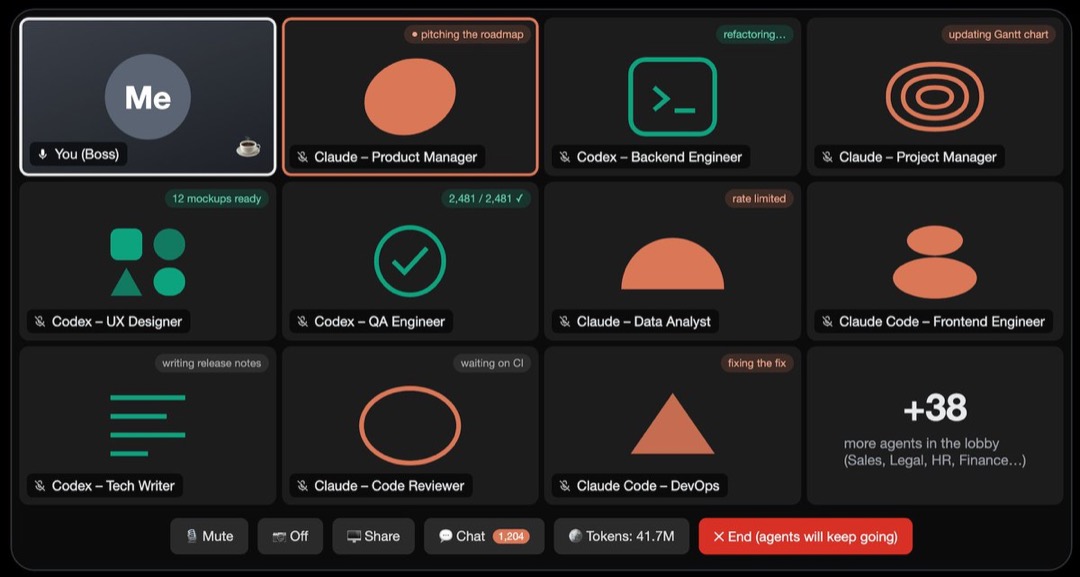 Me
You (Boss)
• pitching the roadmap
Claude – Product Manager
refactoring...
>_
Codex – Backend Engineer
updating Gantt chart
Claude – Project Manager
12 mockups ready
Codex – UX Designer
2,481 / 2,481 ✓
Codex – QA Engineer
rate limited
Claude – Data Analyst
Claude Code – Frontend Engineer
writing release notes
Codex – Tech Writer
waiting on CI
Claude – Code Reviewer
fixing the fix
Claude Code – DevOps
+38
more agents in the lobby
(Sales, Legal, HR, Finance...)
Mute
Off
Share
Chat 1,204
Tokens: 41.7M
✕ End (agents will keep going)